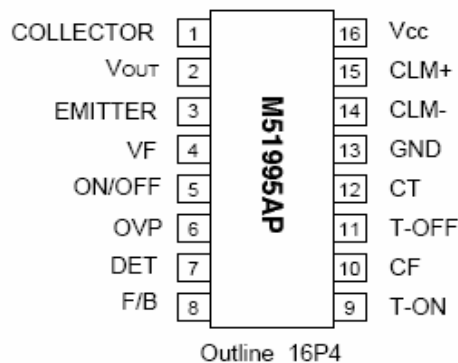 COLLECTOR 1 16 Vcc
VOUT 2 15 CLM+
EMITTER 3 14 CLM-
VF 4 13 GND
ON/OFF 5 12 CT
OVP 6 11 T-OFF
DET 7 10 CF
F/B 8 9 T-ON
M51995AP
Outline 16P4